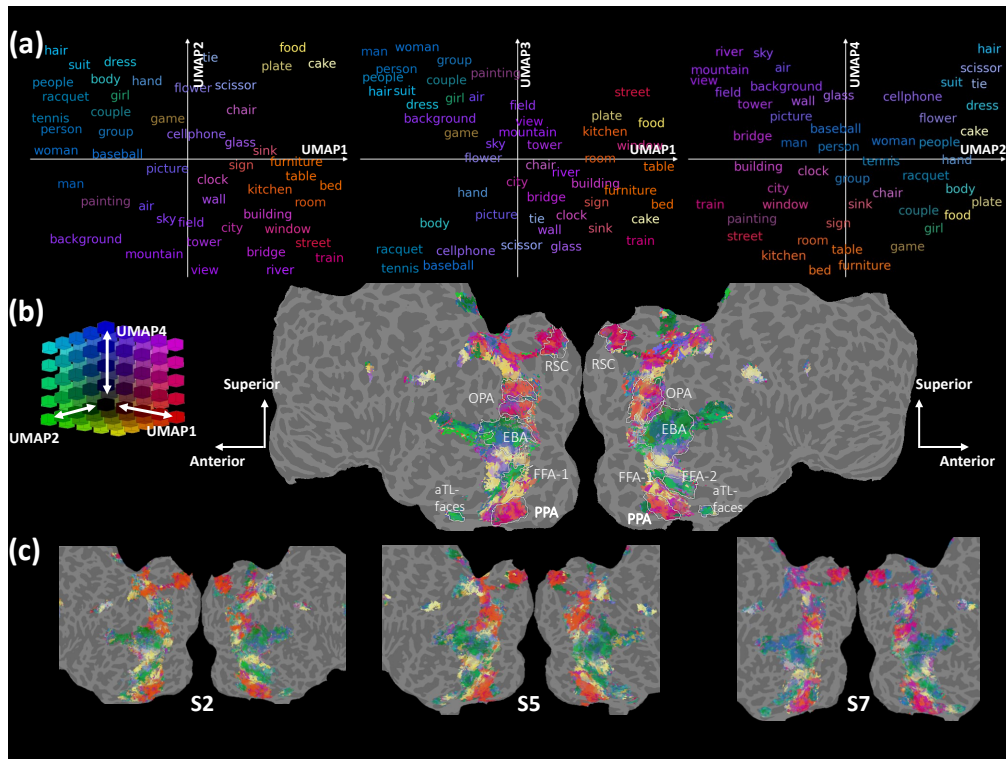 (a)
UMAP2
hair
suit
dress
people
body
hand
racquet
girl
couple
tennis
person
group
game
woman
baseball
tie
food
plate
cake
flower
scissor
chair
cellphone
glass
sink
UMAP1
sign
furniture
picture
table
clock
bed
kitchen
wall
room
man
painting
air
sky
field
building
city
window
background
tower
street
mountain
bridge
train
view
river
UMAP3
man
woman
group
person
people
couple
painting
hair
suit
girl
air
dress
background
game
field
view
mountain
sky
tower
flower
street
plate
food
kitchen
window
UMAP1
chair
room
table
river
city
building
hand
bridge
furniture
sign
bed
picture
tie
clock
cake
body
wall
sink
racquet
cellphone
scissor
glass
train
tennis
baseball
UMAP4
river
sky
hair
mountain
air
scissor
view
suit
tie
background
field
glass
cellphone
tower
wall
dress
picture
flower
bridge
baseball
cake
man
woman
people
person
UMAP2
building
clock
tennis
hand
group
racquet
city
chair
body
train
window
sink
plate
painting
sign
couple
food
street
girl
room
table
game
kitchen
furniture
bed
(b)
UMAP4
UMAP2
UMAP1
Superior
Anterior
RSC
OPA
EBA
FFA-1
aTL-
faces
PPA
RSC
OPA
EBA
FFA-1
FFA-2
aTL-
faces
PPA
Superior
Anterior
(c)
S2
S5
S7